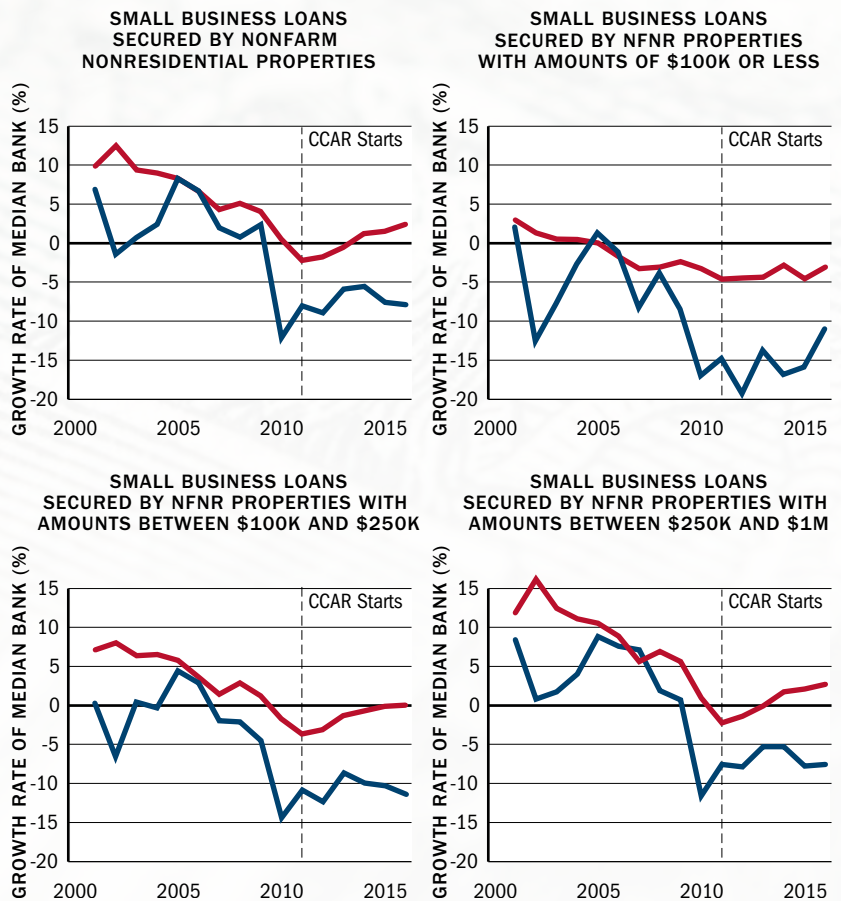 SMALL BUSINESS LOANS
SECURED BY NONFARM
NONRESIDENTIAL PROPERTIES
GROWTH RATE OF MEDIAN BANK (%)
15
10
5
0
-5
-10
-15
-20
CCAR Starts
2000 2005 2010 2015
SMALL BUSINESS LOANS
SECURED BY NFNR PROPERTIES
WITH AMOUNTS OF $100K OR LESS
GROWTH RATE OF MEDIAN BANK (%)
15
10
5
0
-5
-10
-15
-20
CCAR Starts
2000 2005 2010 2015
SMALL BUSINESS LOANS
SECURED BY NFNR PROPERTIES WITH
AMOUNTS BETWEEN $100K AND $250K
GROWTH RATE OF MEDIAN BANK (%)
15
10
5
0
-5
-10
-15
-20
CCAR Starts
2000 2005 2010 2015
SMALL BUSINESS LOANS
SECURED BY NFNR PROPERTIES WITH
AMOUNTS BETWEEN $250K AND $1M
GROWTH RATE OF MEDIAN BANK (%)
15
10
5
0
-5
-10
-15
-20
CCAR Starts
2000 2005 2010 2015